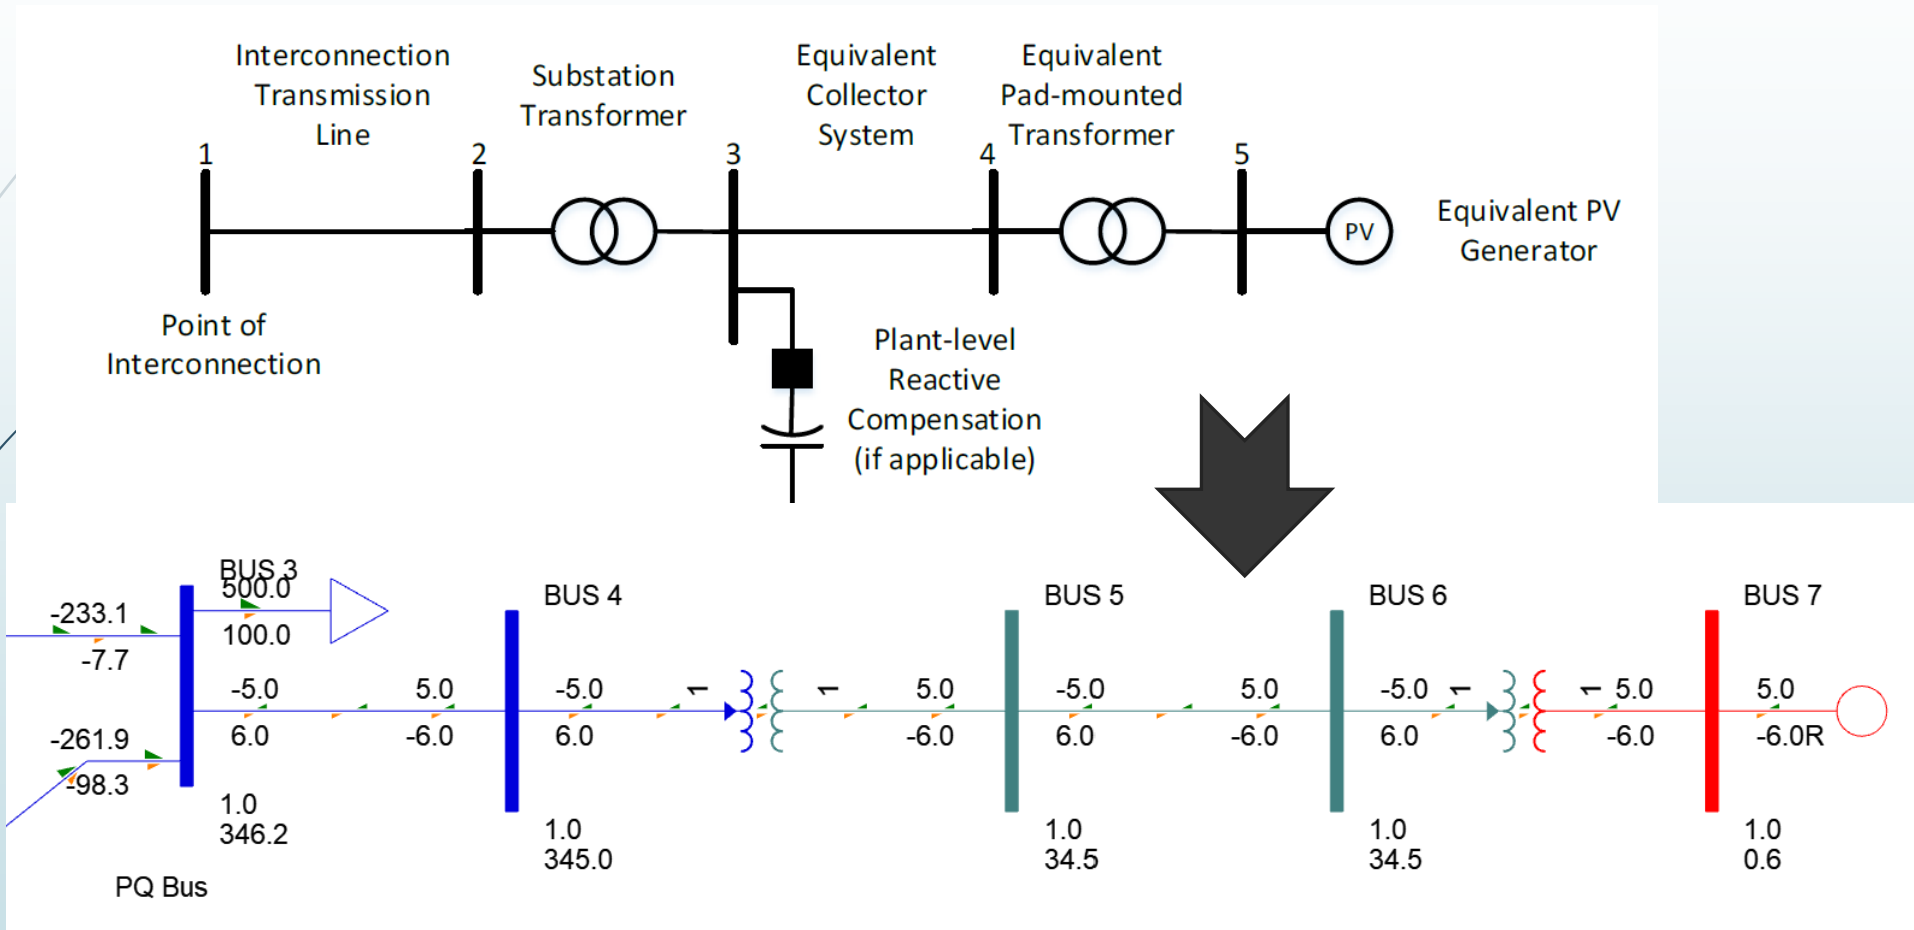 Interconnection
Transmission
Line
Substation
Transformer
Equivalent
Collector
System
Equivalent
Pad-mounted
Transformer
1
2
3
4
5
PV
Equivalent PV
Generator
Point of
Interconnection
Plant-level
Reactive
Compensation
(if applicable)
BUS 3
500.0
100.0
-233.1
-7.7
-261.9
-98.3
-5.0
6.0
5.0
-6.0
1.0
346.2
PQ Bus
BUS 4
-5.0
6.0
1
1
5.0
-6.0
1.0
345.0
BUS 5
-5.0
6.0
5.0
-6.0
1.0
34.5
BUS 6
-5.0
6.0
1
1
5.0
-6.0
1.0
34.5
BUS 7
5.0
-6.0R
1.0
0.6